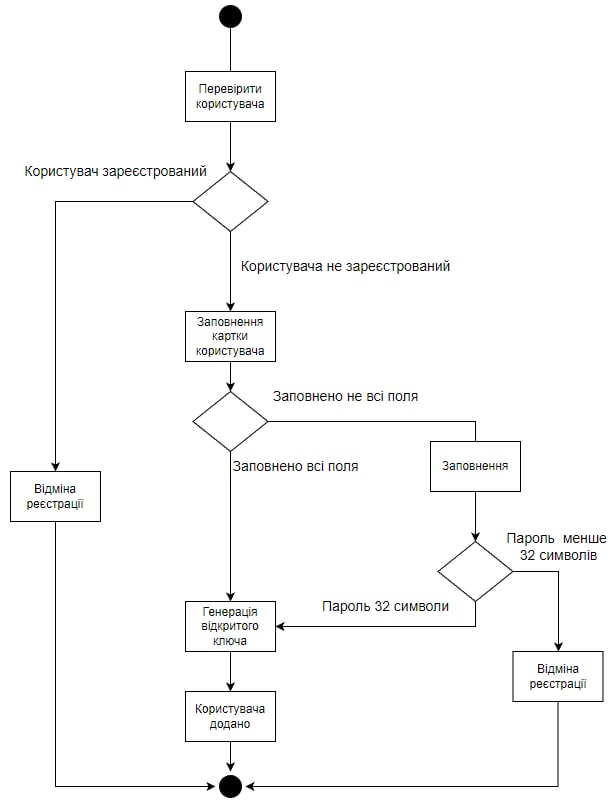 Перевірити
користувача
Користувач зареєстрований
Користувача не зареєстрований
Заповнення
картки
користувача
Заповнено не всі поля
Заповнено всі поля
Заповнення
Відміна
реєстрації
Пароль менше
32 символів
Пароль 32 символи
Генерація
відкритого
ключа
Відміна
реєстрації
Користувача
додано